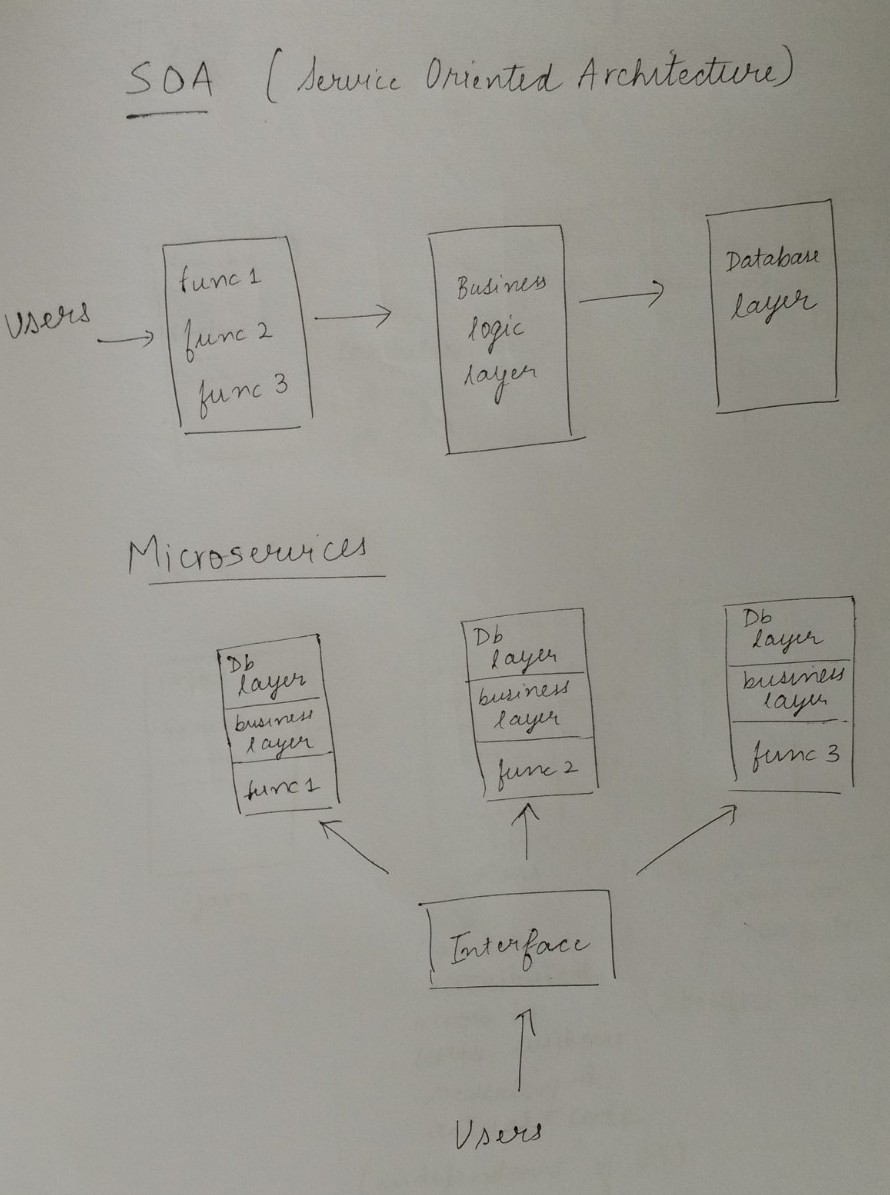 SOA (Service Oriented Architecture)
Users
func 1
func 2
func 3
Business
logic
layer
Database
layer
Microservices
Db
layer
business
layer
func 1
Db
layer
business
layer
func 2
Db
layer
business
layer
func 3
Interface
Users